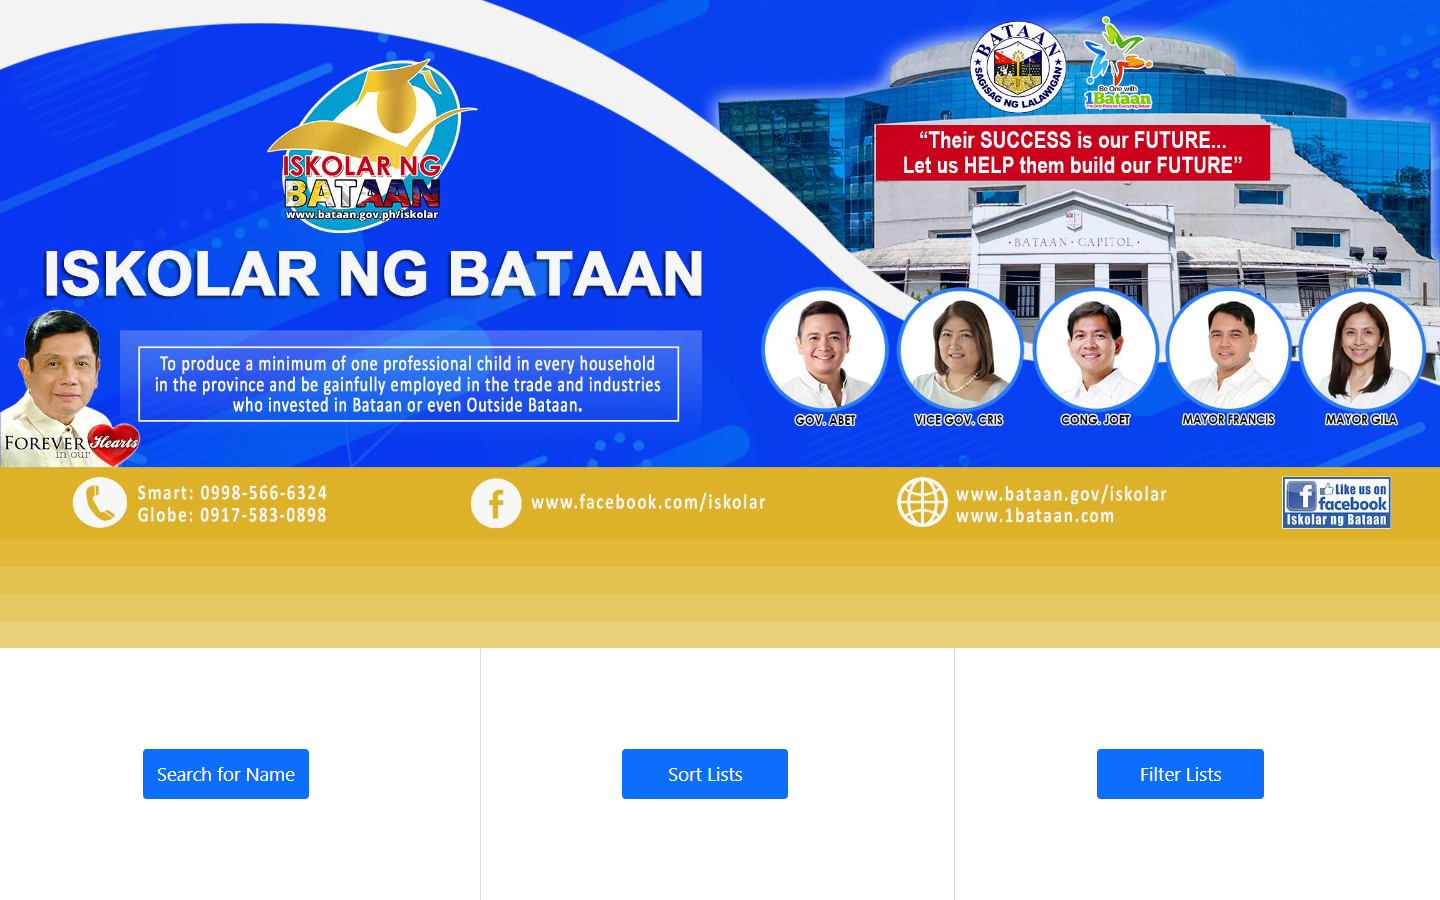 BATAAN
SAGISAG NG LALAWIGAN
Be One with
1Bataan
"Their SUCCESS is our FUTURE...
Let us HELP them build our FUTURE"
ISKOLAR NG
BATAAN
www.bataan.gov.ph/iskolar
BATAAN · CAPITOL
ISKOLAR NG BATAAN
To produce a minimum of one professional child in every household
in the province and be gainfully employed in the trade and industries
who invested in Bataan or even Outside Bataan.
FOREVER
in our
Hearts
GOV. ABET
VICE GOV. CRIS
CONG. JOET
MAYOR FRANCIS
MAYOR GILA
Smart: 0998-566-6324
Globe: 0917-583-0898
www.facebook.com/iskolar
www.bataan.gov/iskolar
www.1bataan.com
Like us on
facebook
Iskolar ng Bataan
Search for Name
Sort Lists
Filter Lists